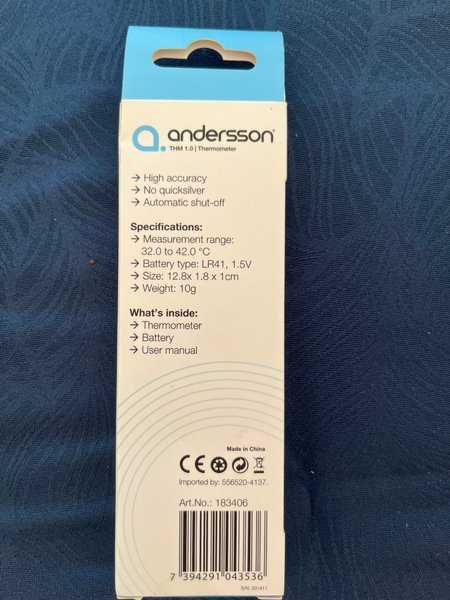 andersson®
THM 1.0 | Thermometer
→ High accuracy
→ No quicksilver
→ Automatic shut-off
Specifications:
→ Measurement range:
32.0 to 42.0 °C
→ Battery type: LR41, 1.5V
→ Size: 12.8x 1.8 x 1cm
→ Weight: 10g
What's inside:
→ Thermometer
→ Battery
→ User manual
Made in China
CE
Imported by: 556520-4137.
Art.No.: 183406
7 394291 043536
S/N: 201411